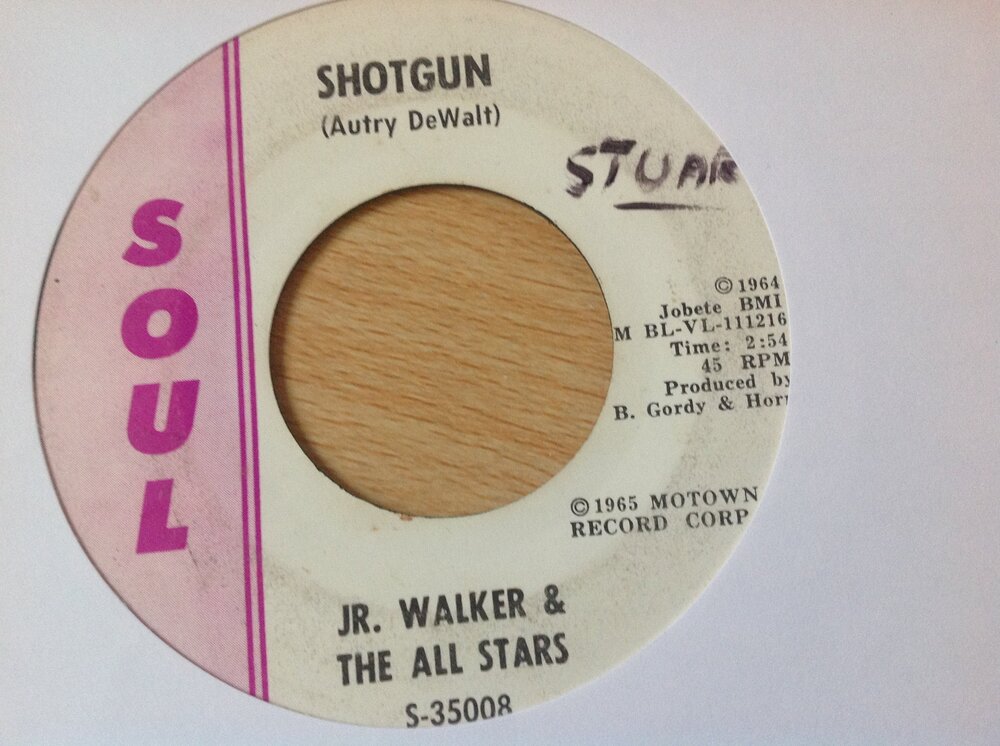 SHOTGUN
(Autry DeWalt)
STUAR
SOUL
© 1964
Jobete BMI
M BL-VL-111216
Time: 2:54
45 RPM
Produced by
B. Gordy & Horn
© 1965 MOTOWN
RECORD CORP
JR. WALKER &
THE ALL STARS
S-35008